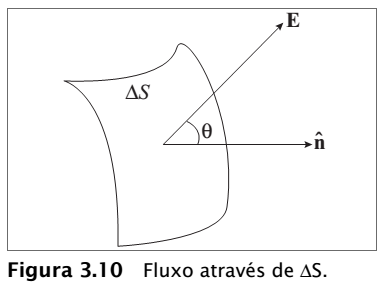 E
ΔS
θ
n̂
Figura 3.10 Fluxo através de ΔS.